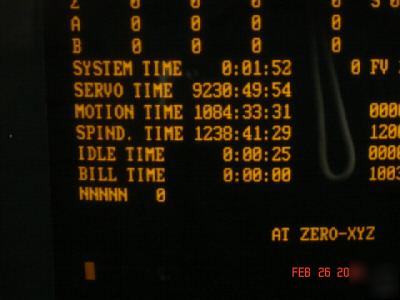 Z 0 0 0 0 S 0
A 0 0 0 0
B 0 0 0 0
SYSTEM TIME 0:01:52 0 FV
SERVO TIME 9230:49:54
MOTION TIME 1084:33:31 000
SPIND. TIME 1238:41:29 1200
IDLE TIME 0:00:25 0000
BILL TIME 0:00:00 1003
NNNNN 0
AT ZERO-XYZ
FEB 26 20